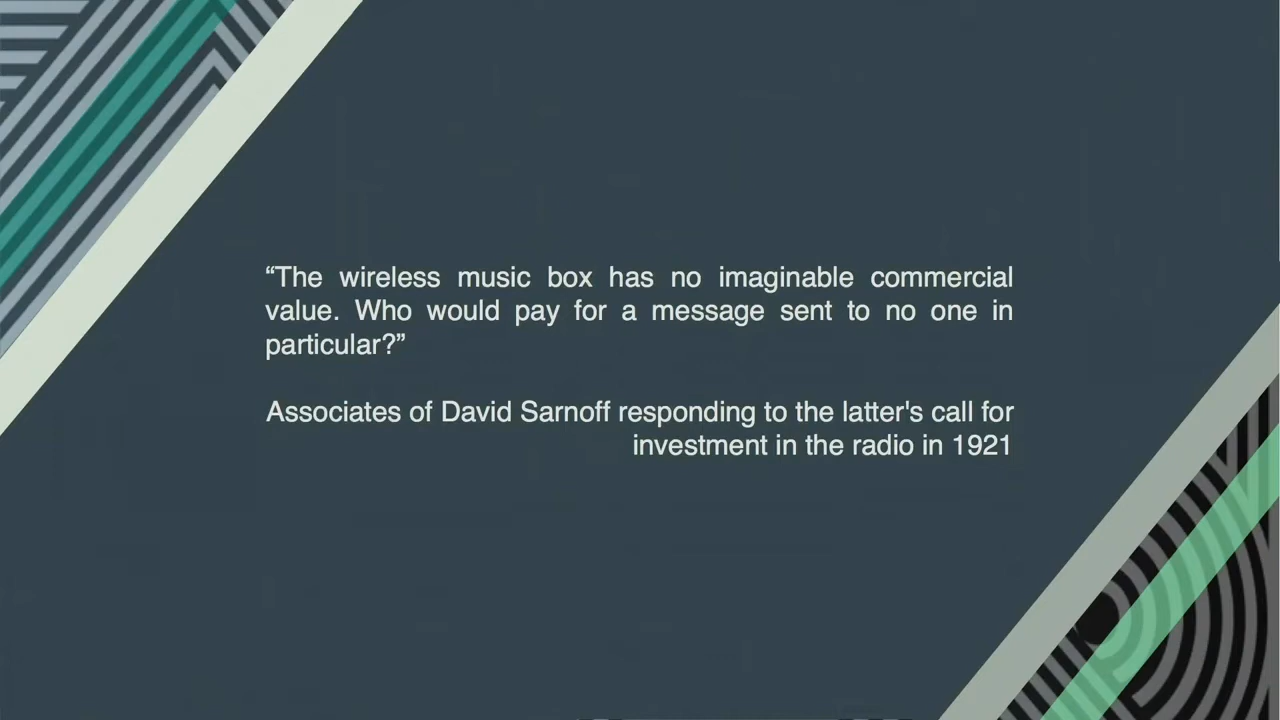 “The wireless music box has no imaginable commercial
value. Who would pay for a message sent to no one in
particular?”
Associates of David Sarnoff responding to the latter's call for
investment in the radio in 1921